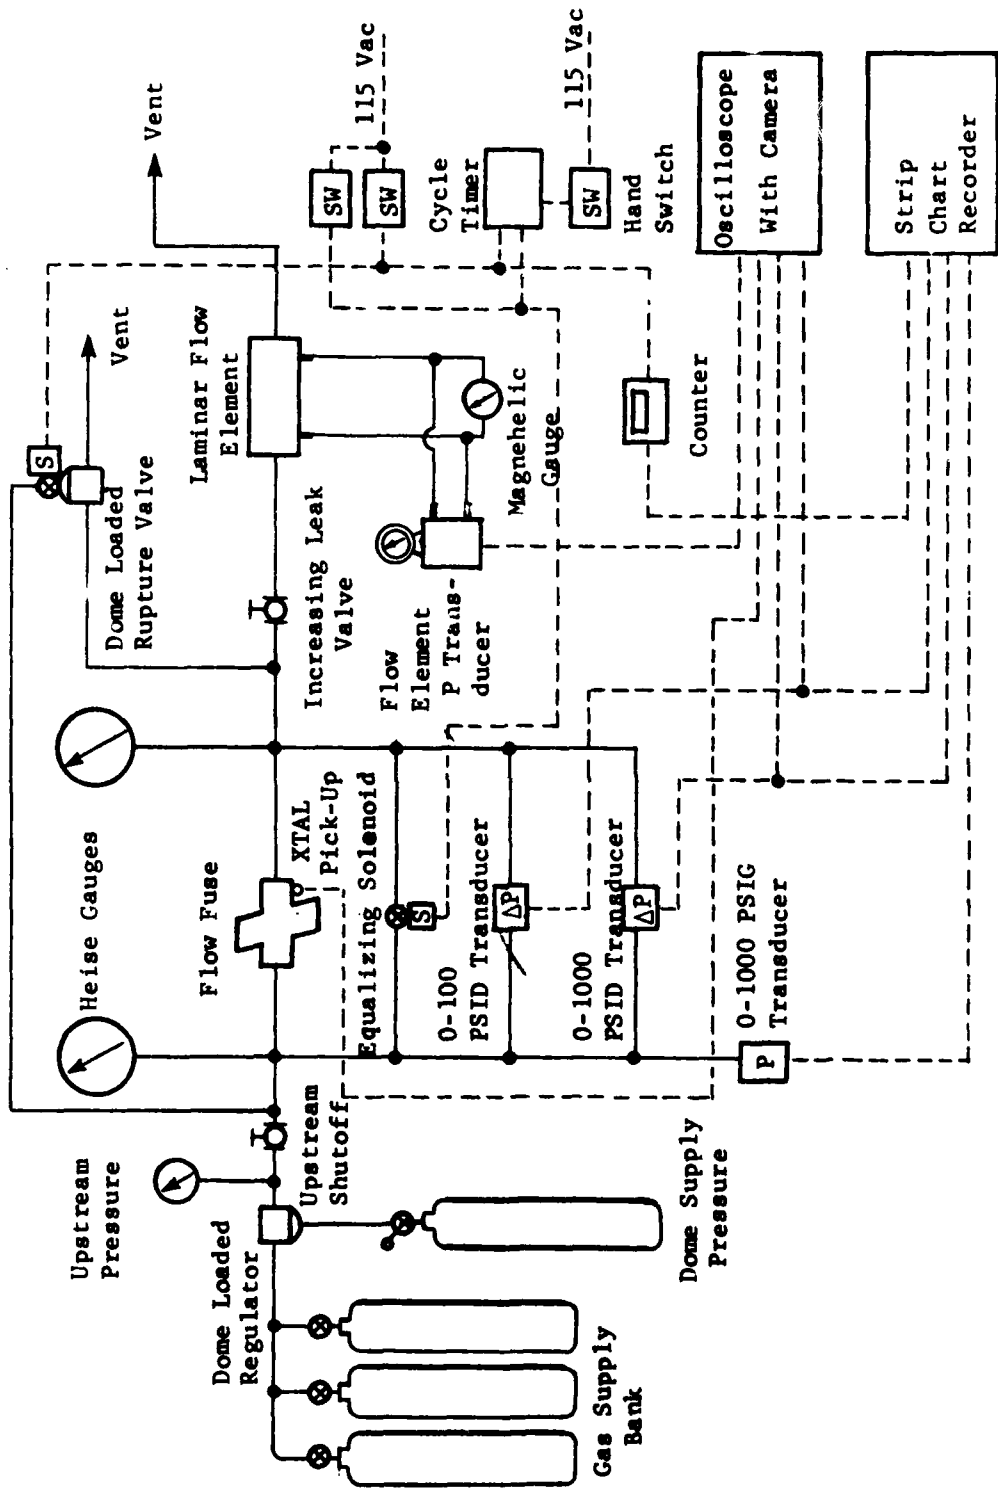 Vent
115 Vac
SW
SW
Cycle
Timer
SW
115 Vac
Hand
Switch
Oscilloscope
With Camera
Strip
Chart
Recorder
Vent
S
Dome Loaded
Rupture Valve
Laminar Flow
Element
Magnehelic
Gauge
Counter
Increasing Leak
Valve
Flow
Element
P Trans-
ducer
Heise Gauges
Flow Fuse
XTAL
Pick-Up
Equalizing Solenoid
S
0-100
PSID Transducer
ΔP
0-1000
PSID Transducer
ΔP
0-1000 PSIG
Transducer
P
Upstream
Pressure
Upstream
Shutoff
Dome Loaded
Regulator
Dome Supply
Pressure
Gas Supply
Bank